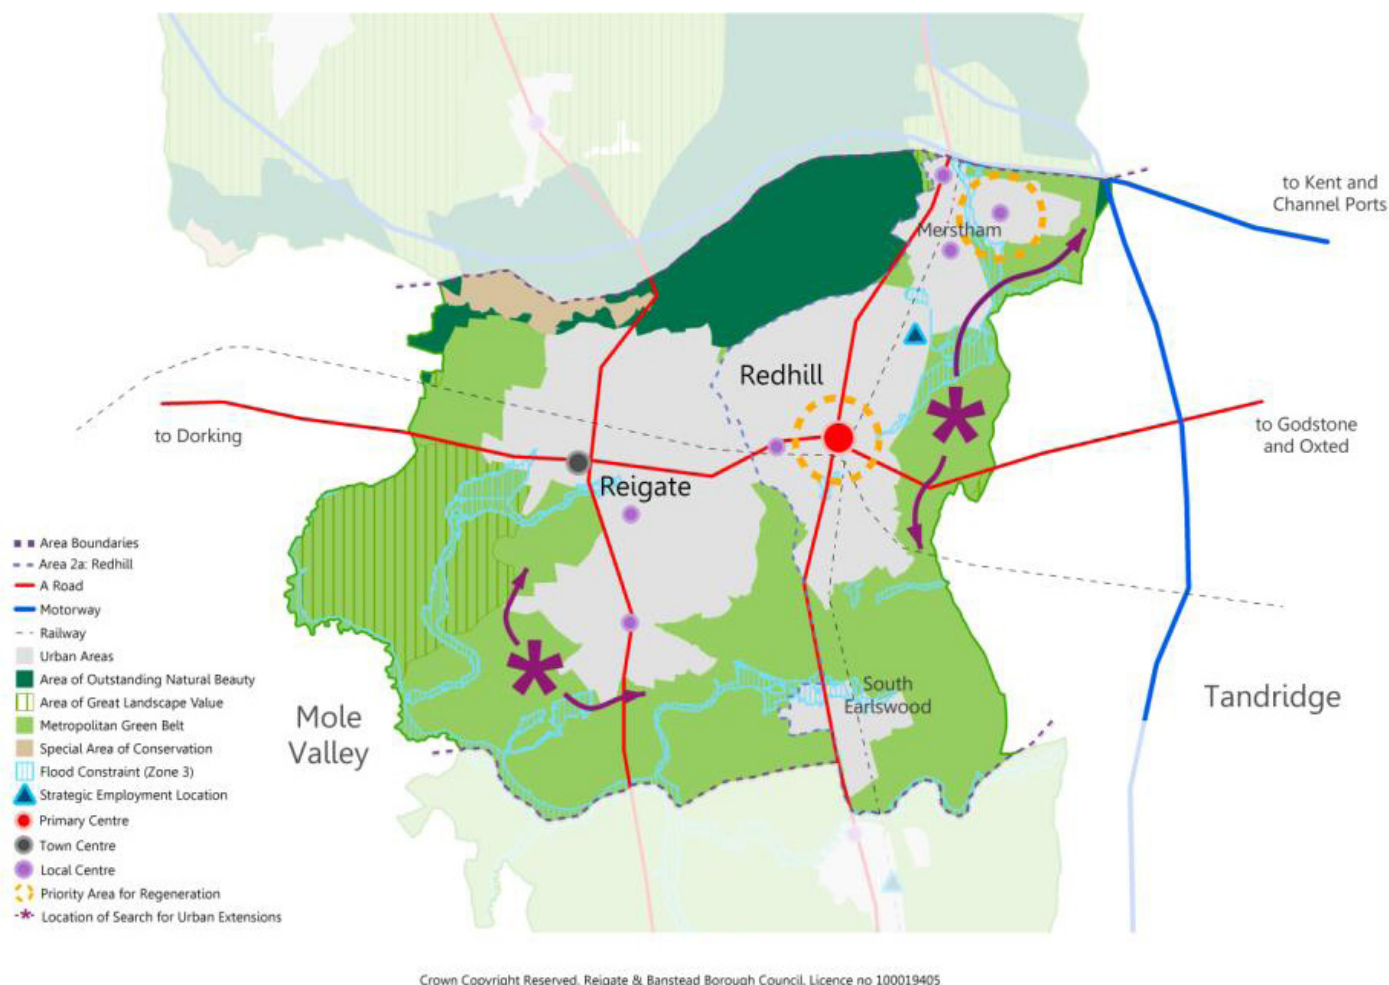 to Kent and
Channel Ports
Merstham
Redhill
to Dorking
to Godstone
and Oxted
Reigate
Area Boundaries
Area 2a: Redhill
A Road
Motorway
Railway
Urban Areas
Area of Outstanding Natural Beauty
Area of Great Landscape Value
Metropolitan Green Belt
Special Area of Conservation
Flood Constraint (Zone 3)
Strategic Employment Location
Primary Centre
Town Centre
Local Centre
Priority Area for Regeneration
Location of Search for Urban Extensions
Mole
Valley
South
Earlswood
Tandridge
Crown Copyright Reserved. Reigate & Banstead Borough Council. Licence no 100019405